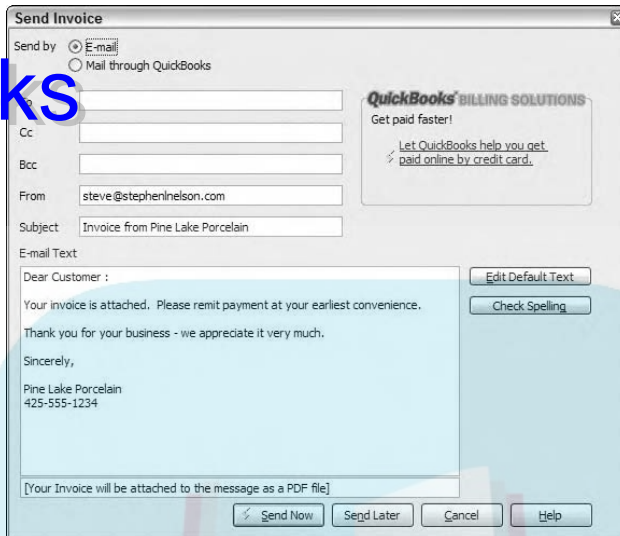 Send Invoice
Send by E-mail
Mail through QuickBooks
ks
QuickBooks BILLING SOLUTIONS
Get paid faster!
Let QuickBooks help you get
paid online by credit card.
Cc
Bcc
From steve@stephenlnelson.com
Subject Invoice from Pine Lake Porcelain
E-mail Text
Dear Customer :
Your invoice is attached. Please remit payment at your earliest convenience.
Thank you for your business - we appreciate it very much.
Sincerely,
Pine Lake Porcelain
425-555-1234
[Your Invoice will be attached to the message as a PDF file]
Edit Default Text
Check Spelling
Send Now Send Later Cancel Help